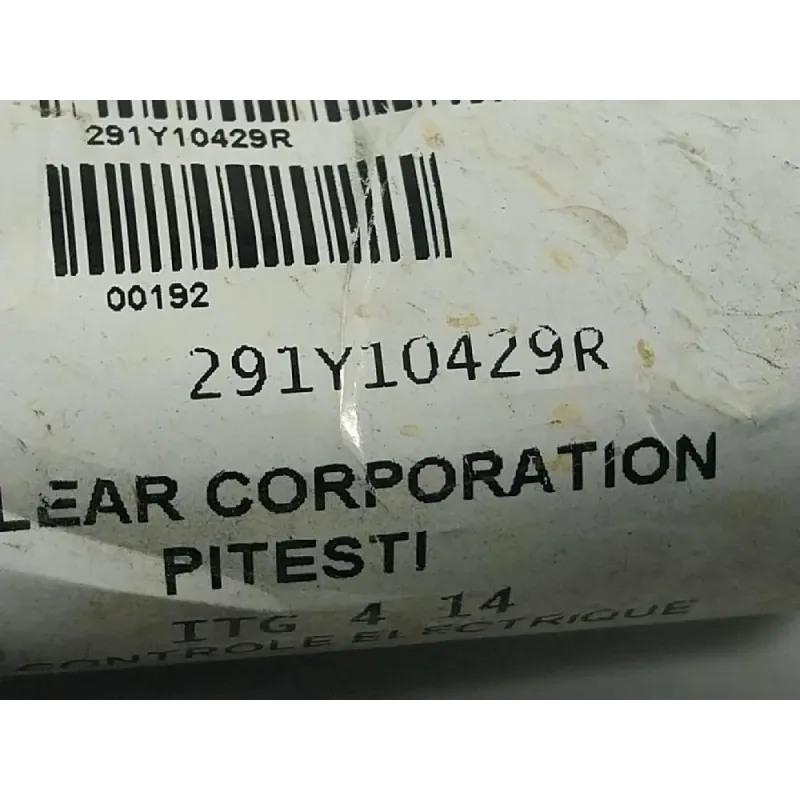 291Y10429R
00192
291Y10429R
LEAR CORPORATION
PITESTI
ITG 4 14
CONTROLE ELECTRIQUE